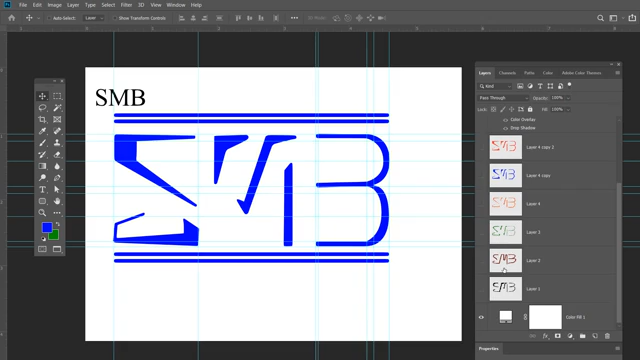 File Edit Image Layer Type Select Filter 3D View Window Help
Auto-Select: Layer Show Transform Controls
SMB
SMB
Layers Channels Paths Color Adobe Color Themes
Kind
Pass Through Opacity: 100%
Lock: Fill: 100%
Color Overlay
Drop Shadow
Layer 4 copy 2
Layer 4 copy
Layer 4
Layer 3
Layer 2
Layer 1
Color Fill 1
Properties